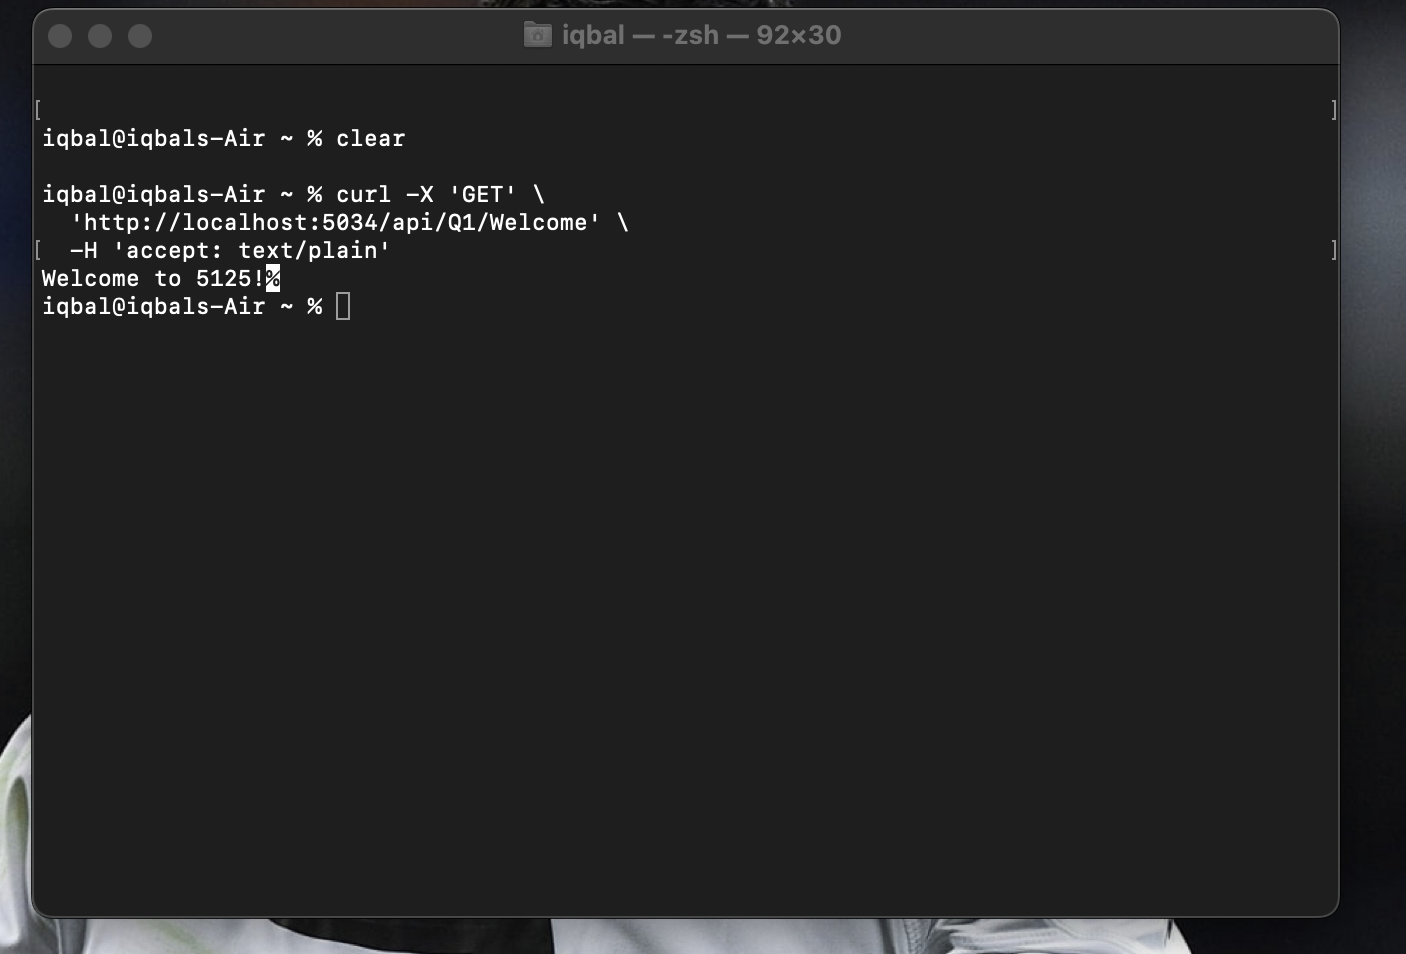 iqbal — -zsh — 92×30
[ ]
iqbal@iqbals-Air ~ % clear
iqbal@iqbals-Air ~ % curl -X 'GET' \
'http://localhost:5034/api/Q1/Welcome' \
[ -H 'accept: text/plain' ]
Welcome to 5125!%
iqbal@iqbals-Air ~ %